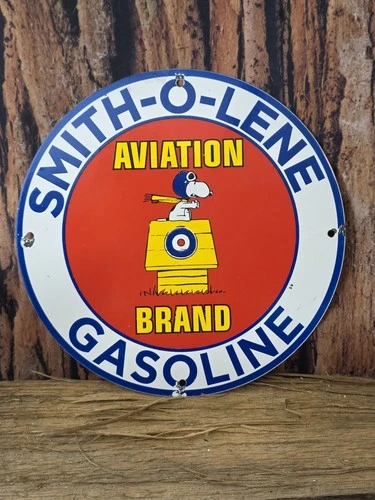 SMITH-O-LENE
AVIATION
BRAND
GASOLINE